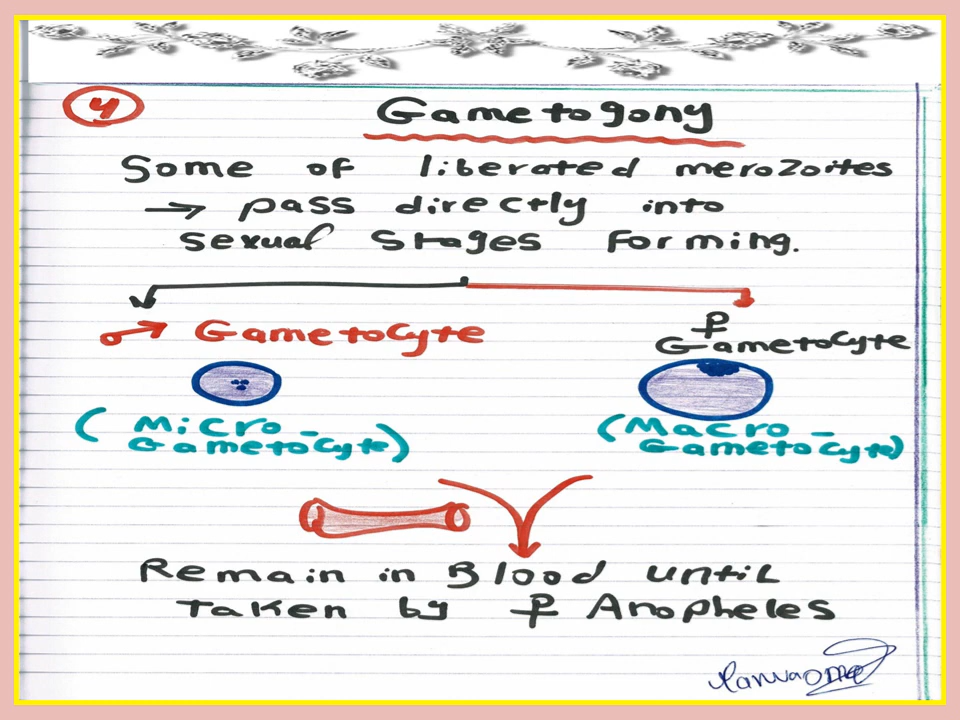 4
Gametogony
Some of liberated merozoites
→ pass directly into
sexual stages forming.
♂ Gametocyte
♀
Gametocyte
(Micro-
Gametocyte)
(Macro-
Gametocyte)
Remain in Blood until
taken by ♀ Anopheles